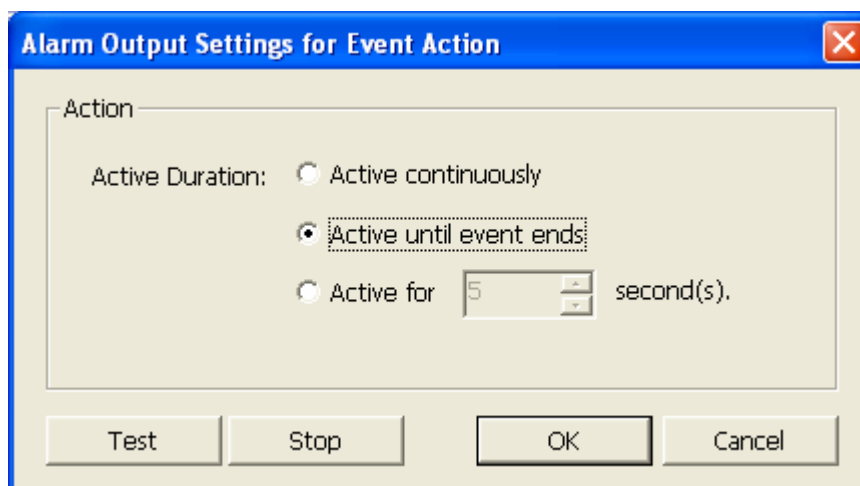 Alarm Output Settings for Event Action
Action
Active Duration: Active continuously
Active until event ends
Active for 5 second(s).
Test Stop OK Cancel